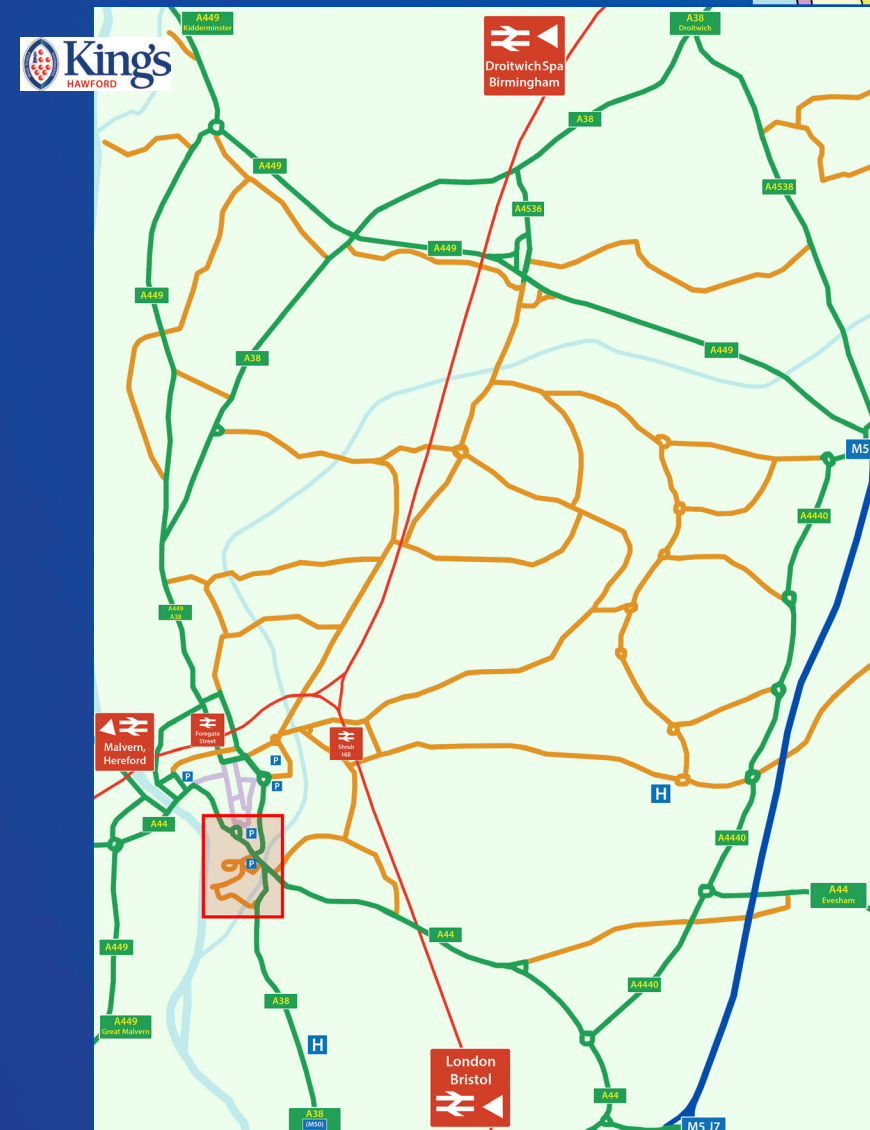 A449
Kidderminster
A38
Droitwich
King's
HAWFORD
Droitwich Spa
Birmingham
A38
A449
A4538
A4536
A449
A449
A449
A38
M5
A4440
A449
A38
Foregate
Street
Malvern,
Hereford
Shrub
Hill
P
P
P
H
A44
P
A4440
P
A44
Evesham
A44
A449
A4440
A38
A449
Great Malvern
H
London
Bristol
A44
A38
(M50)
M5 J7